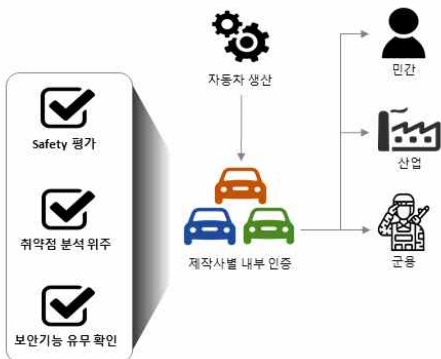 자동차 생산
민간
Safety 평가
산업
취약점 분석 위주
제작사별 내부 인증
군용
보안기능 유무 확인